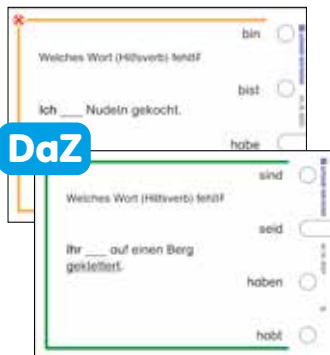 bin
Welches Wort (Hilfsverb) fehlt?
bist
Ich ___ Nudeln gekocht.
habe
DaZ
sind
Welches Wort (Hilfsverb) fehlt?
seid
Ihr ___ auf einen Berg
geklettert.
haben
habt